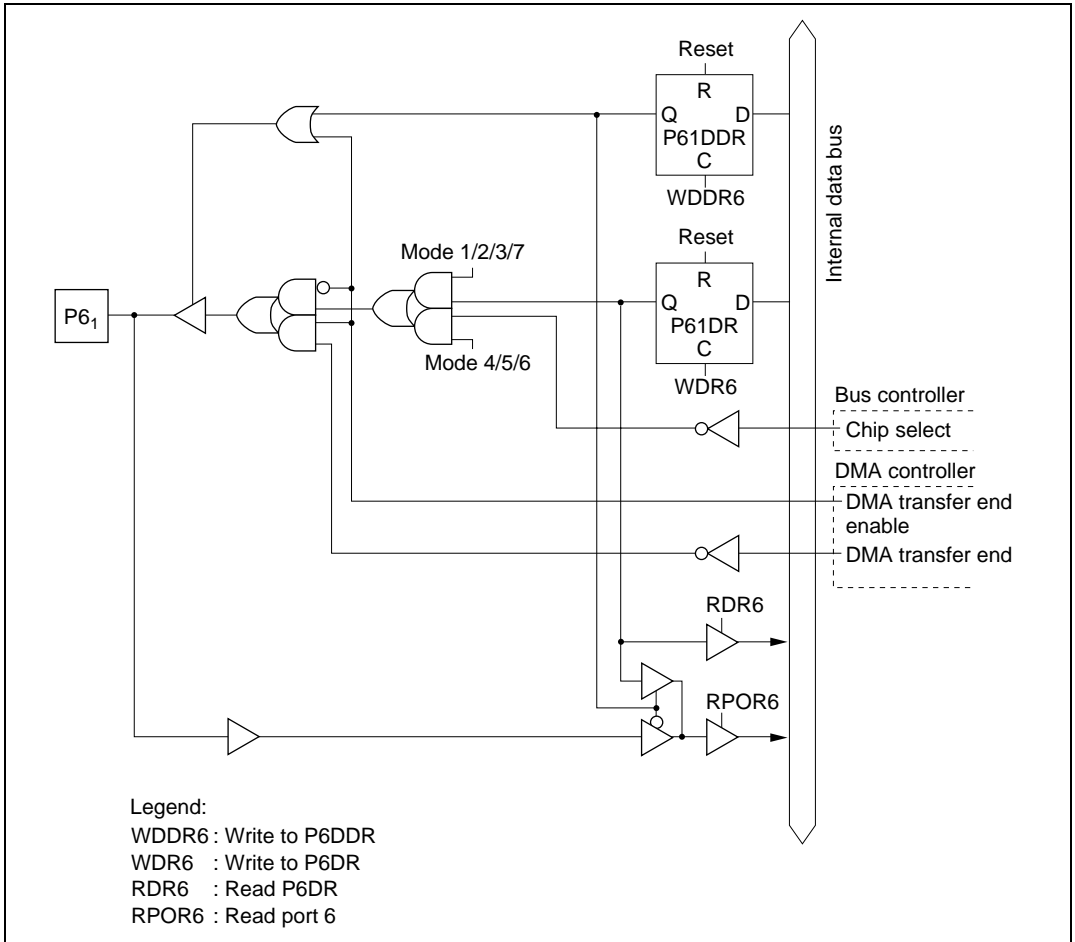 Reset
R
Q D
P61DDR
C
WDDR6
Internal data bus
Reset
Mode 1/2/3/7
R
Q D
P6₁
P61DR
C
Mode 4/5/6
WDR6
Bus controller
Chip select
DMA controller
DMA transfer end
enable
DMA transfer end
RDR6
RPOR6
Legend:
WDDR6 : Write to P6DDR
WDR6 : Write to P6DR
RDR6 : Read P6DR
RPOR6 : Read port 6